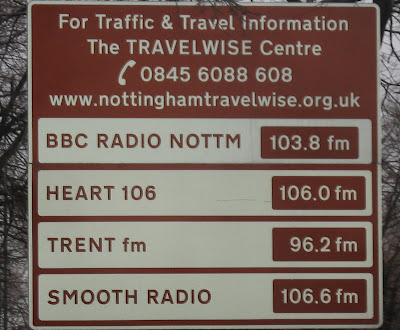 For Traffic & Travel Information
The TRAVELWISE Centre
0845 6088 608
www.nottinghamtravelwise.org.uk
BBC RADIO NOTTM 103.8 fm
HEART 106 106.0 fm
TRENT fm 96.2 fm
SMOOTH RADIO 106.6 fm